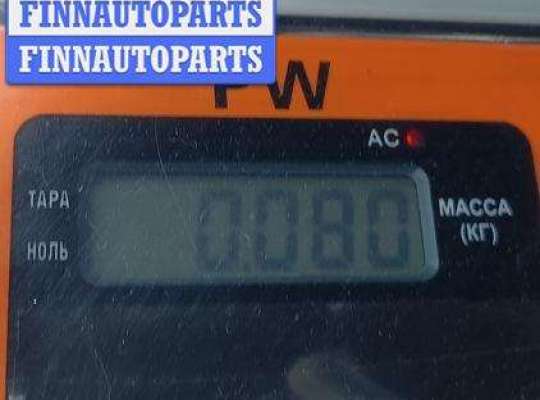 FINNAUTOPARTS
FINNAUTOPARTS
PW
AC
ТАРА
0.080
МАССА
(КГ)
НОЛЬ